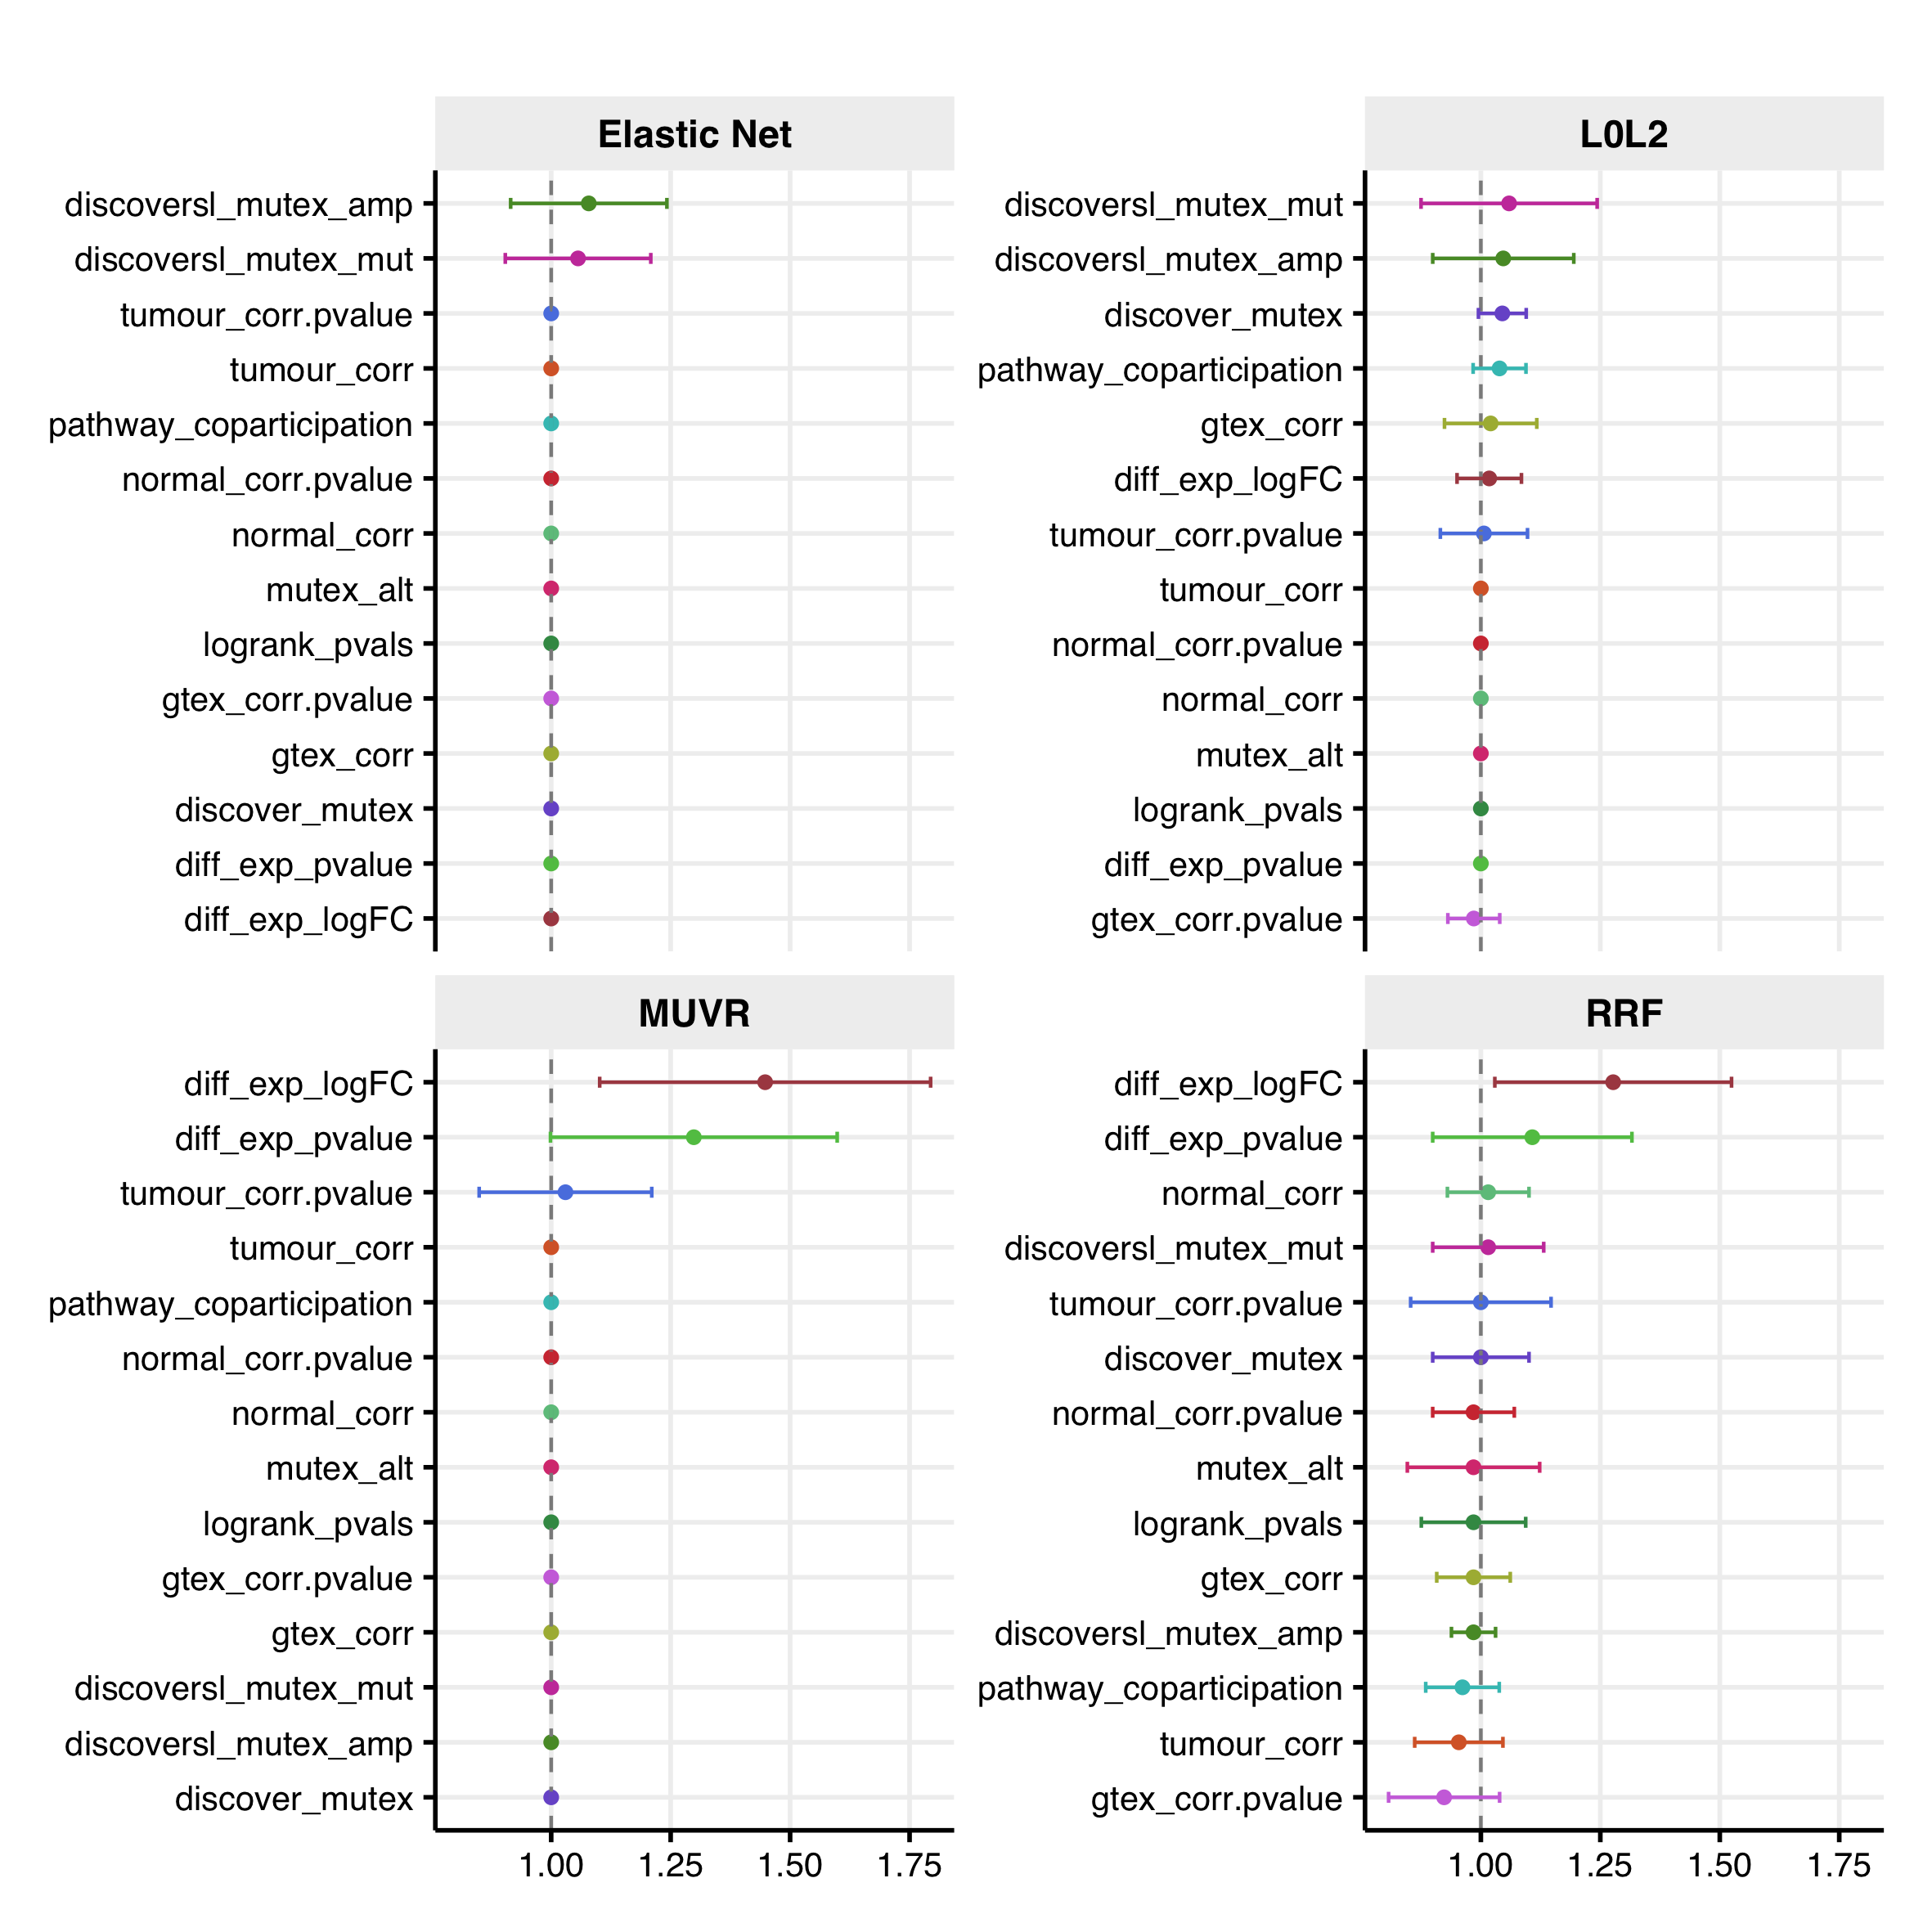 Elastic Net
discoversl_mutex_amp
discoversl_mutex_mut
tumour_corr.pvalue
tumour_corr
pathway_coparticipation
normal_corr.pvalue
normal_corr
mutex_alt
logrank_pvals
gtex_corr.pvalue
gtex_corr
discover_mutex
diff_exp_pvalue
diff_exp_logFC
L0L2
discoversl_mutex_mut
discoversl_mutex_amp
discover_mutex
pathway_coparticipation
gtex_corr
diff_exp_logFC
tumour_corr.pvalue
tumour_corr
normal_corr.pvalue
normal_corr
mutex_alt
logrank_pvals
diff_exp_pvalue
gtex_corr.pvalue
MUVR
diff_exp_logFC
diff_exp_pvalue
tumour_corr.pvalue
tumour_corr
pathway_coparticipation
normal_corr.pvalue
normal_corr
mutex_alt
logrank_pvals
gtex_corr.pvalue
gtex_corr
discoversl_mutex_mut
discoversl_mutex_amp
discover_mutex
1.00 1.25 1.50 1.75
RRF
diff_exp_logFC
diff_exp_pvalue
normal_corr
discoversl_mutex_mut
tumour_corr.pvalue
discover_mutex
normal_corr.pvalue
mutex_alt
logrank_pvals
gtex_corr
discoversl_mutex_amp
pathway_coparticipation
tumour_corr
gtex_corr.pvalue
1.00 1.25 1.50 1.75